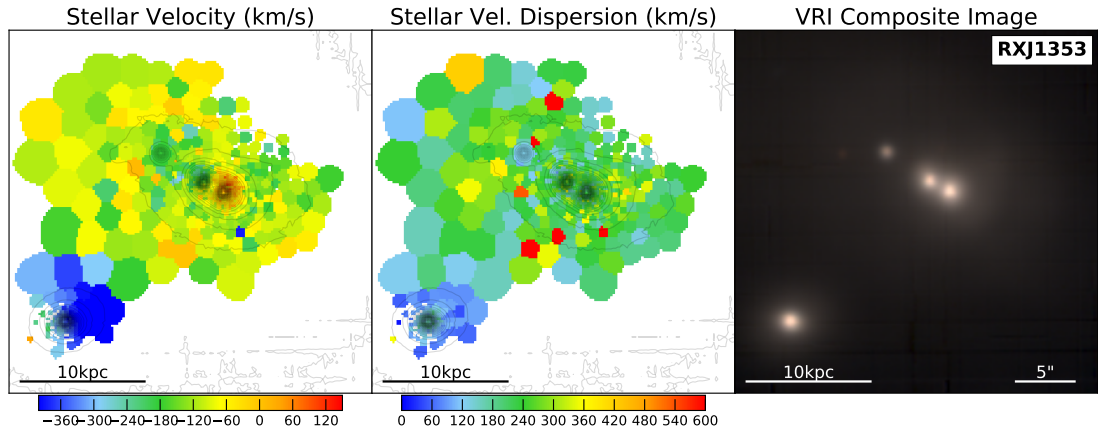 Stellar Velocity (km/s)
Stellar Vel. Dispersion (km/s)
VRI Composite Image
RXJ1353
10kpc
10kpc
10kpc
5"
−360−300−240−180−120−60 0 60 120
0 60 120 180 240 300 360 420 480 540 600